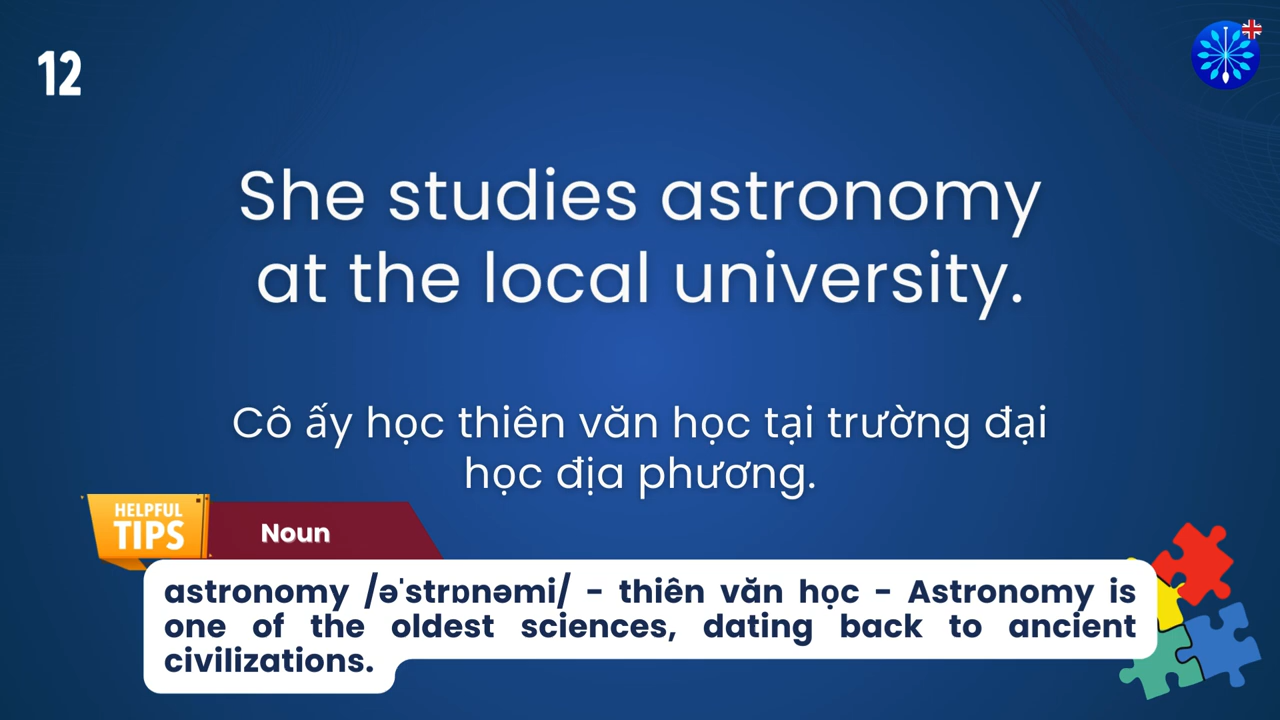 12
She studies astronomy
at the local university.
Cô ấy học thiên văn học tại trường đại
học địa phương.
HELPFUL
TIPS
Noun
astronomy /əˈstrɒnəmi/ - thiên văn học - Astronomy is
one of the oldest sciences, dating back to ancient
civilizations.